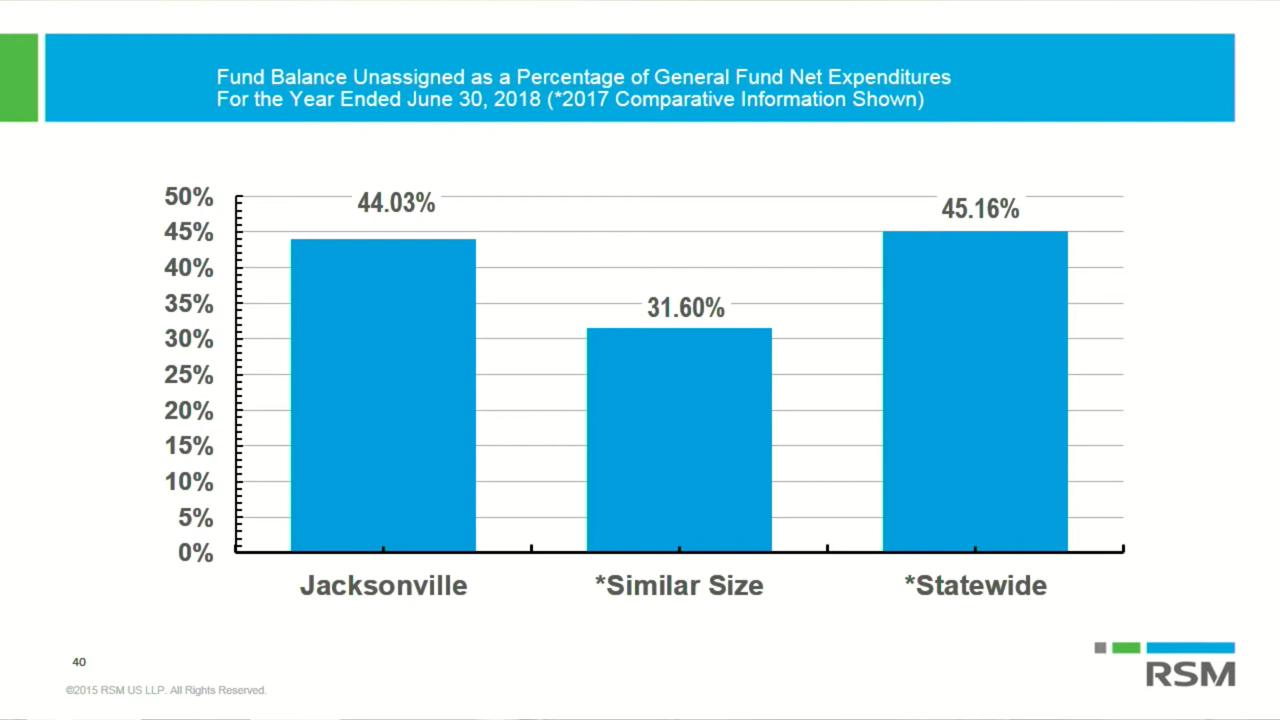 Fund Balance Unassigned as a Percentage of General Fund Net Expenditures
For the Year Ended June 30, 2018 (*2017 Comparative Information Shown)
50%
45%
40%
35%
30%
25%
20%
15%
10%
5%
0%
44.03%
31.60%
45.16%
Jacksonville
*Similar Size
*Statewide
40
©2015 RSM US LLP. All Rights Reserved.
RSM